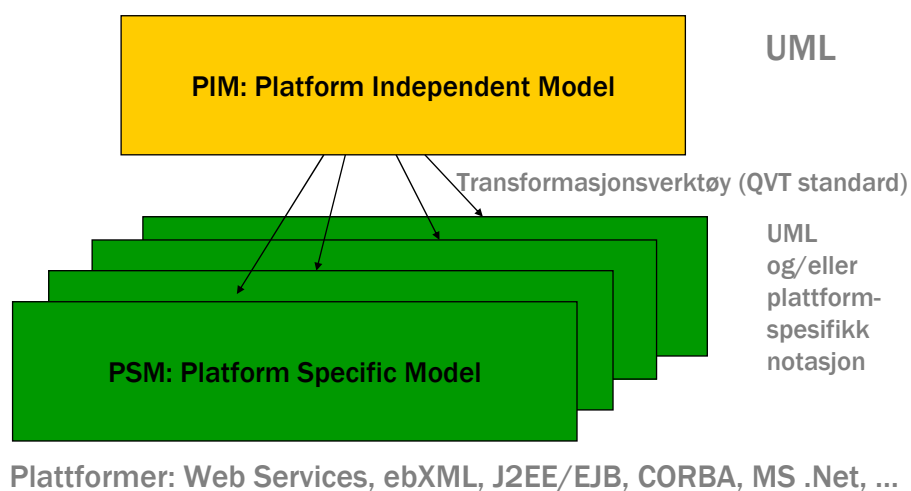 UML
PIM: Platform Independent Model
Transformasjonsverktøy (QVT standard)
UML
og/eller
plattform-
spesifikk
notasjon
PSM: Platform Specific Model
Plattformer: Web Services, ebXML, J2EE/EJB, CORBA, MS .Net, ...